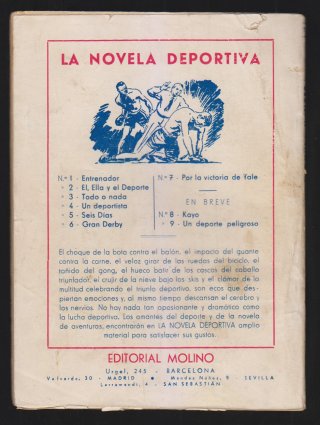 LA NOVELA DEPORTIVA
N.º 1 - Entrenador
» 2 - El, Ella y el Deporte
» 3 - Todo o nada
» 4 - Un deportista
» 5 - Seis Días
» 6 - Gran Derby
N.º 7 - Por la victoria de Yale
EN BREVE
N.º 8 - Kayo
» 9 - Un deporte peligroso
El choque de la bota contra el balón, el impacto del guante
contra la carne, el veloz girar de las ruedas del bólido, el
tañido del gong, el hueco batir de los cascos del caballo
triunfador, el crujir de la nieve bajo los skis y el clamor de la
multitud celebrando el triunfo deportivo, son ecos que des-
piertan emociones y, al mismo tiempo descansan el cerebro y
los nervios. No hay nada tan apasionante y dramático como
la lucha deportiva. Los amantes del deporte y de la novela
de aventuras, encontrarán en LA NOVELA DEPORTIVA amplio
material para satisfacer sus gustos.
EDITORIAL MOLINO
Urgel, 245 - BARCELONA
Valverde, 30 - MADRID • Mendez Núñez, 9 - SEVILLA
Larramendi, 4 - SAN SEBASTIÁN